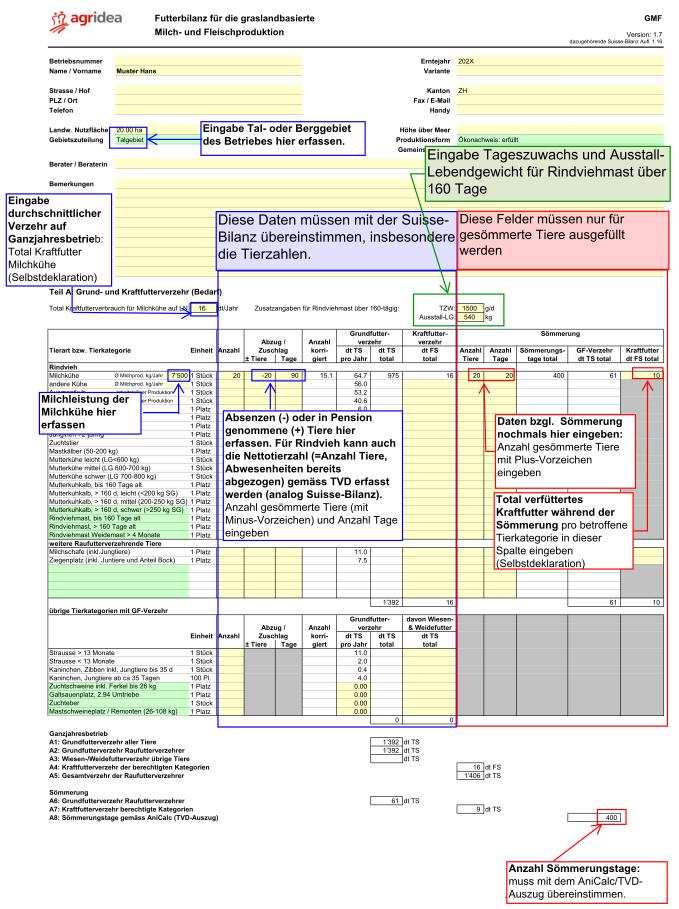 agridea
Futterbilanz für die graslandbasierte
Milch- und Fleischproduktion
GMF
Version: 1.7
dazugehörende Suisse-Bilanz Aufl. 1.16
Betriebsnummer
Erntejahr 202X
Name / Vorname Muster Hans
Variante
Strasse / Hof
Kanton ZH
PLZ / Ort
Fax / E-Mail
Telefon
Handy
Landw. Nutzfläche 20.00 ha
Höhe über Meer
Gebietszuteilung Talgebiet
Produktionsform Ökonachweis: erfüllt
Eingabe Tal- oder Berggebiet
des Betriebes hier erfassen.
Berater / Beraterin
Eingabe Tageszuwachs und Ausstall-
Lebendgewicht für Rindviehmast über
160 Tage
Bemerkungen
Eingabe
durchschnittlicher
Verzehr auf
Ganzjahresbetrieb:
Total Kraftfutter
Milchkühe
(Selbstdeklaration)
Diese Daten müssen mit der Suisse-
Bilanz übereinstimmen, insbesondere
die Tierzahlen.
Diese Felder müssen nur für
gesömmerte Tiere ausgefüllt
werden
Teil A: Grund- und Kraftfutterverzehr (Bedarf)
Total Kraftfutterverbrauch für Milchkühe auf LN: 16 dt/Jahr
Zusatzangaben für Rindviehmast über 160-tägig:
TZW: 1500 g/d
Ausstall-LG: 540 kg
Tierart bzw. Tierkategorie Einheit Anzahl
Abzug /
Zuschlag
± Tiere Tage
Anzahl
korri-
giert
Grundfutter-
verzehr
dt TS dt TS
pro Jahr total
Kraftfutter-
verzehr
dt FS
total
Sömmerung
Anzahl Anzahl Sömmerungs- GF-Verzehr Kraftfutter
Tiere Tage tage total dt TS total dt FS total
Rindvieh
Milchkühe Ø Milchprod. kg/Jahr 7'500 1 Stück 20 -20 90 15.1 64.7 975 16 20 20 400 61 10
andere Kühe Ø Milchprod. kg/Jahr 1 Stück 56.0
1 Stück 53.2
1 Stück 40.6
Milchleistung der
Milchkühe hier
erfassen
1 Platz
1 Platz
1 Platz
1 Platz
Zuchtstier 1 Stück
Mastkälber (50-200 kg) 1 Platz
Mutterkühe leicht (LG<600 kg) 1 Stück
Mutterkühe mittel (LG 600-700 kg) 1 Stück
Mutterkühe schwer (LG 700-800 kg) 1 Stück
Mutterkuhkalb, bis 160 Tage alt 1 Platz
Mutterkuhkalb, > 160 d, leicht (<200 kg SG) 1 Platz
Mutterkuhkalb, > 160 d, mittel (200-250 kg SG) 1 Platz
Mutterkuhkalb, > 160 d, schwer (>250 kg SG) 1 Platz
Rindviehmast, bis 160 Tage alt 1 Platz
Rindviehmast, > 160 Tage alt 1 Platz
Rindviehmast Weidemast > 4 Monate 1 Platz
Absenzen (-) oder in Pension
genommene (+) Tiere hier
erfassen. Für Rindvieh kann auch
die Nettotierzahl (=Anzahl Tiere,
Abwesenheiten bereits
abgezogen) gemäss TVD erfasst
werden (analog Suisse-Bilanz).
Anzahl gesömmerte Tiere (mit
Minus-Vorzeichen) und Anzahl Tage
eingeben
Daten bzgl. Sömmerung
nochmals hier eingeben:
Anzahl gesömmerte Tiere
mit Plus-Vorzeichen
eingeben
Total verfüttertes
Kraftfutter während der
Sömmerung pro betroffene
Tierkategorie in dieser
Spalte eingeben
(Selbstdeklaration)
weitere Raufutterverzehrende Tiere
Milchschafe (inkl.Jungtiere) 1 Platz 11.0
Ziegenplatz (inkl. Juntiere und Anteil Bock) 1 Platz 7.5
1'392 16 61 10
übrige Tierkategorien mit GF-Verzehr
Einheit Anzahl
Abzug /
Zuschlag
± Tiere Tage
Anzahl
korri-
giert
Grundfutter-
verzehr
dt TS dt TS
pro Jahr total
davon Wiesen-
& Weidefutter
dt TS
total
Strausse > 13 Monate 1 Stück 11.0
Strausse < 13 Monate 1 Stück 2.0
Kaninchen, Zibben inkl. Jungtiere bis 35 d 1 Stück 0.4
Kaninchen, Jungtiere ab ca 35 Tagen 100 Pl. 4.0
Zuchtschweine inkl. Ferkel bis 26 kg 1 Platz 0.00
Galtsauenplatz, 2.94 Umtriebe 1 Platz 0.00
Zuchteber 1 Stück 0.00
Mastschweineplatz / Remonten (26-108 kg) 1 Platz 0.00
0 0
Ganzjahresbetrieb
A1: Grundfutterverzehr aller Tiere 1'392 dt TS
A2: Grundfutterverzehr Raufutterverzehrer 1'392 dt TS
A3: Wiesen-/Weidefutterverzehr übrige Tiere dt TS
A4: Kraftfutterverzehr der berechtigten Kategorien 16 dt FS
A5: Gesamtverzehr der Raufutterverzehrer 1'406 dt TS
Sömmerung
A6: Grundfutterverzehr Raufutterverzehrer 61 dt TS
A7: Kraftfutterverzehr berechtigte Kategorien 9 dt TS
A8: Sömmerungstage gemäss AniCalc (TVD-Auszug) 400
Anzahl Sömmerungstage:
muss mit dem AniCalc/TVD-
Auszug übereinstimmen.